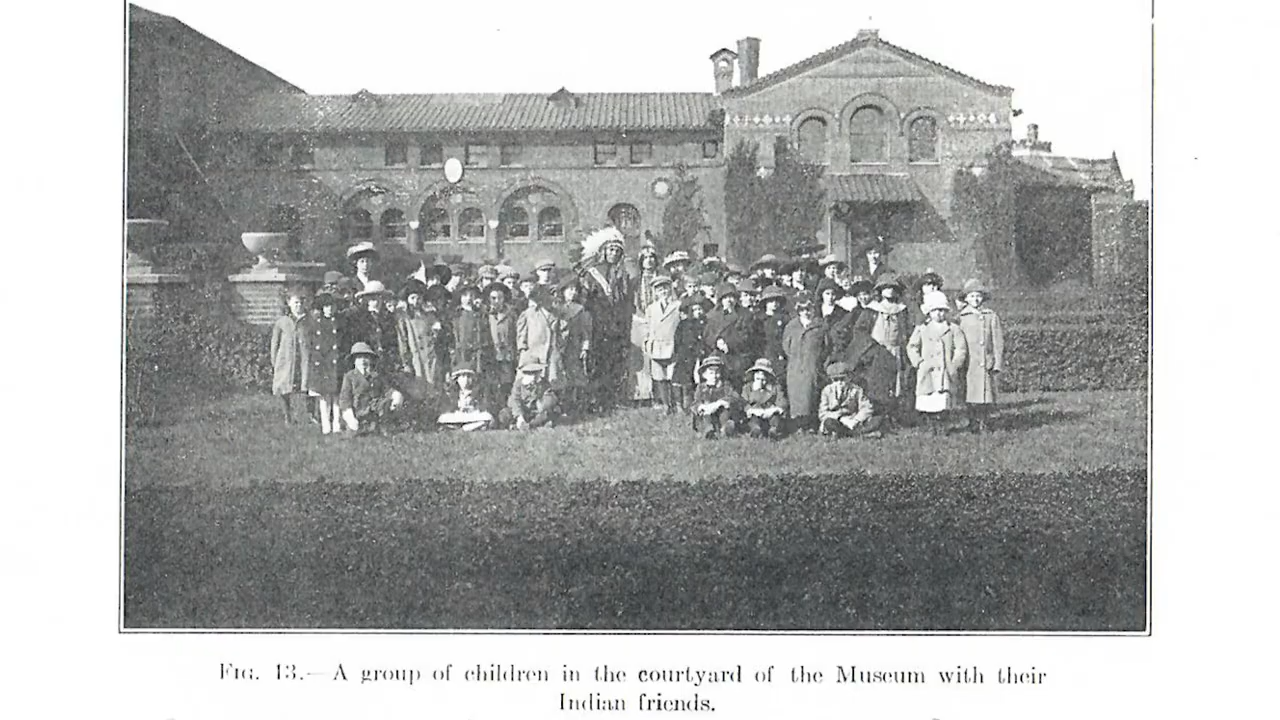 FIG. 13.— A group of children in the courtyard of the Museum with their
Indian friends.